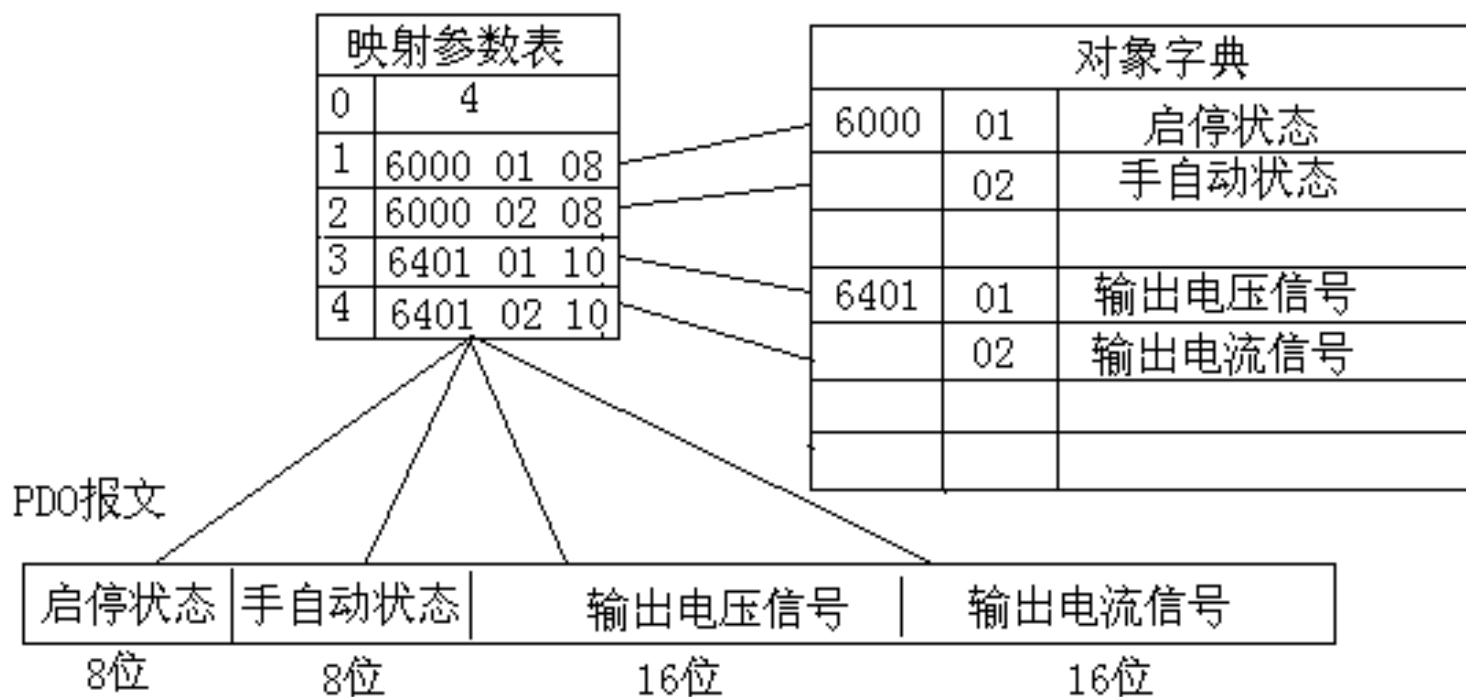 映射参数表
0 4
1 6000 01 08
2 6000 02 08
3 6401 01 10
4 6401 02 10
对象字典
6000 01 启停状态
02 手自动状态
6401 01 输出电压信号
02 输出电流信号
PDO报文
启停状态 手自动状态 输出电压信号 输出电流信号
8位 8位 16位 16位